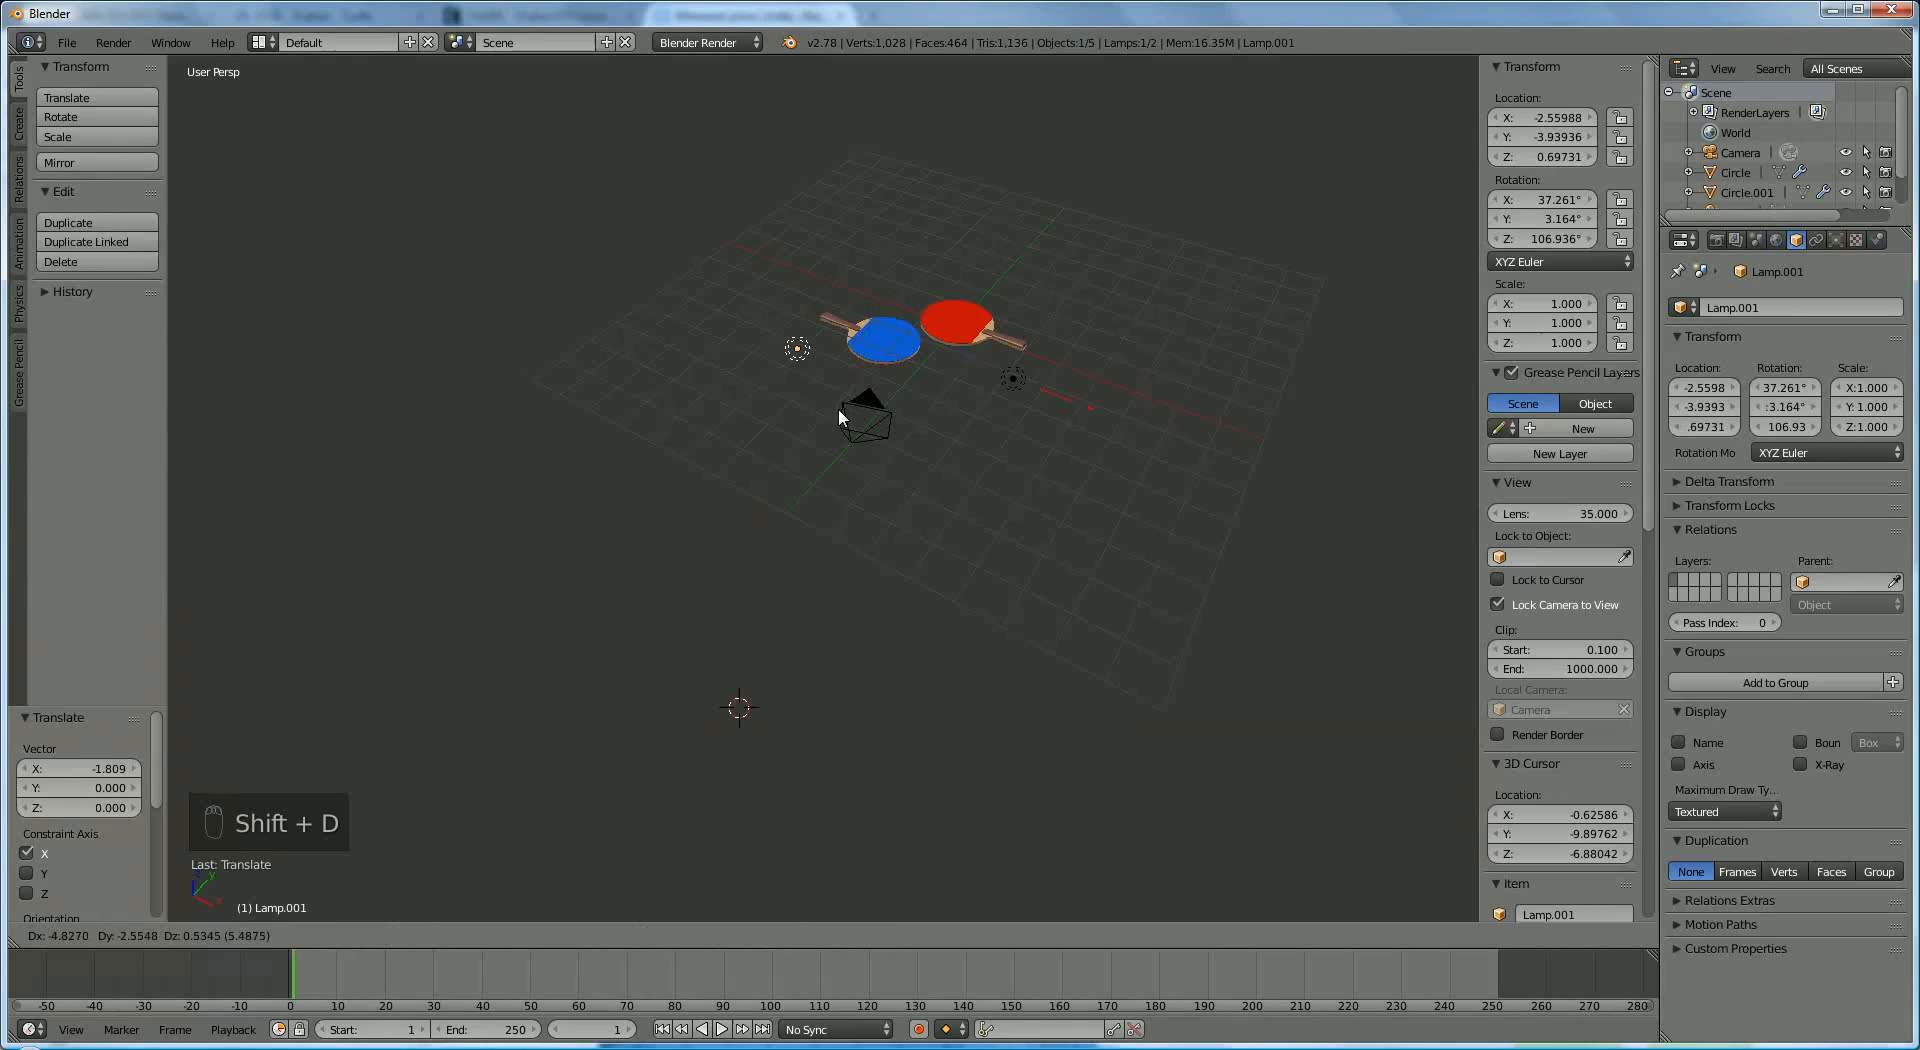 Blender
File Render Window Help Default Scene Blender Render v2.78 | Verts:1,028 | Faces:464 | Tris:1,136 | Objects:1/5 | Lamps:1/2 | Mem:16.35M | Lamp.001
Tools
Create
Relations
Animation
Physics
Grease Pencil
Transform
Translate
Rotate
Scale
Mirror
Edit
Duplicate
Duplicate Linked
Delete
History
Translate
Vector
X: -1.809
Y: 0.000
Z: 0.000
Constraint Axis
X
Y
Z
Orientation
User Persp
Shift + D
Last: Translate
(1) Lamp.001
Dx: -4.8270 Dy: -2.5548 Dz: 0.5345 (5.4875)
Transform
Location:
X: -2.55988
Y: -3.93936
Z: 0.69731
Rotation:
X: 37.261°
Y: 3.164°
Z: 106.936°
XYZ Euler
Scale:
X: 1.000
Y: 1.000
Z: 1.000
Grease Pencil Layers
Scene Object
New
New Layer
View
Lens: 35.000
Lock to Object:
Lock to Cursor
Lock Camera to View
Clip:
Start: 0.100
End: 1000.000
Local Camera:
Camera
Render Border
3D Cursor
Location:
X: -0.62586
Y: -9.89762
Z: -6.88042
Item
Lamp.001
View Search All Scenes
Scene
RenderLayers
World
Camera
Circle
Circle.001
Lamp.001
Lamp.001
Transform
Location: Rotation: Scale:
-2.5598 37.261° X:1.000
-3.9393 :3.164° Y: 1.000
.69731 106.93 Z:1.000
Rotation Mo XYZ Euler
Delta Transform
Transform Locks
Relations
Layers: Parent:
Object
Pass Index: 0
Groups
Add to Group
Display
Name Boun Box
Axis X-Ray
Maximum Draw Ty...
Textured
Duplication
None Frames Verts Faces Group
Relations Extras
Motion Paths
Custom Properties
-50 -40 -30 -20 -10 0 10 20 30 40 50 60 70 80 90 100 110 120 130 140 150 160 170 180 190 200 210 220 230 240 250 260 270 280
View Marker Frame Playback Start: 1 End: 250 1 No Sync